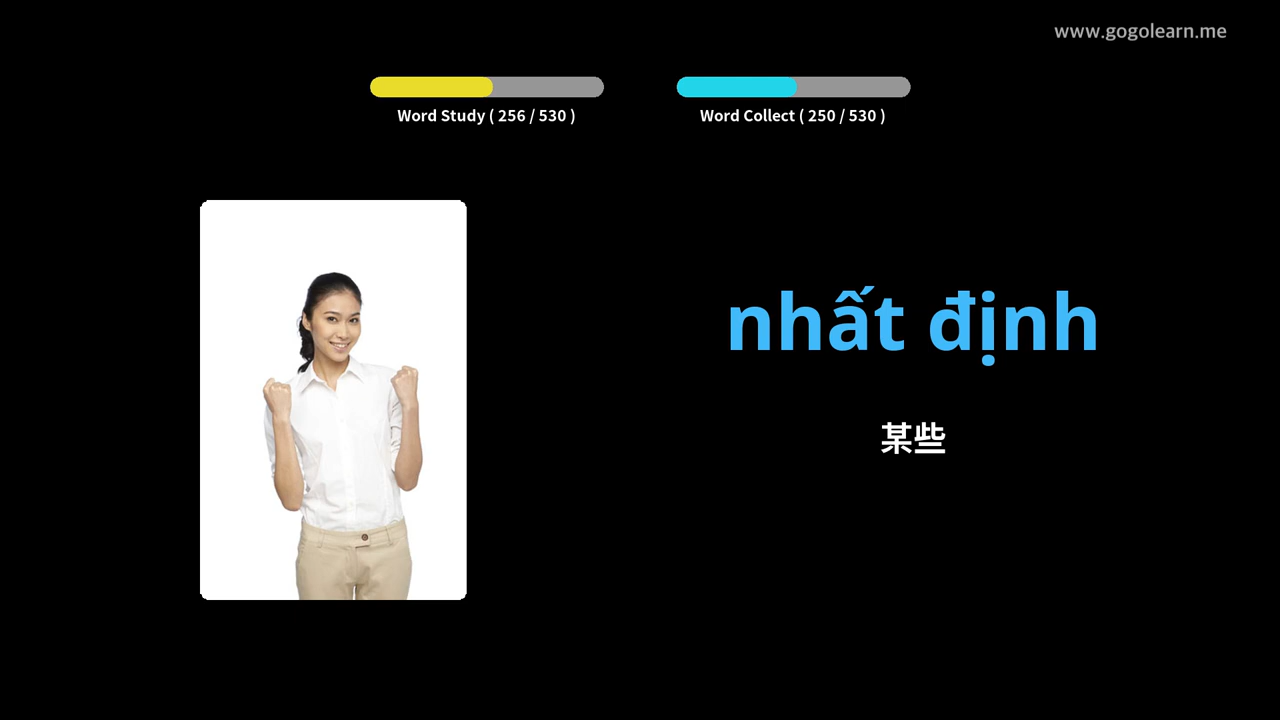 www.gogolearn.me
Word Study ( 256 / 530 )
Word Collect ( 250 / 530 )
nhất định
某些